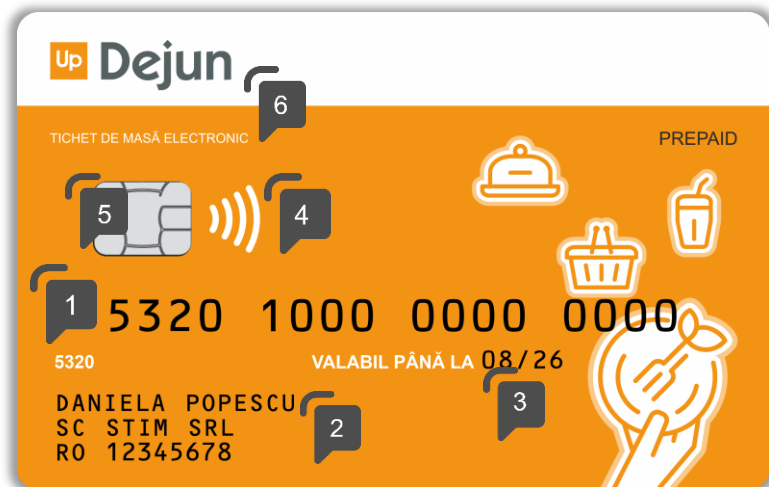 Up Dejun
6
TICHET DE MASĂ ELECTRONIC
PREPAID
5
4
1
5320 1000 0000 0000
5320
VALABIL PÂNĂ LA 08/26
3
DANIELA POPESCU
SC STIM SRL
2
RO 12345678